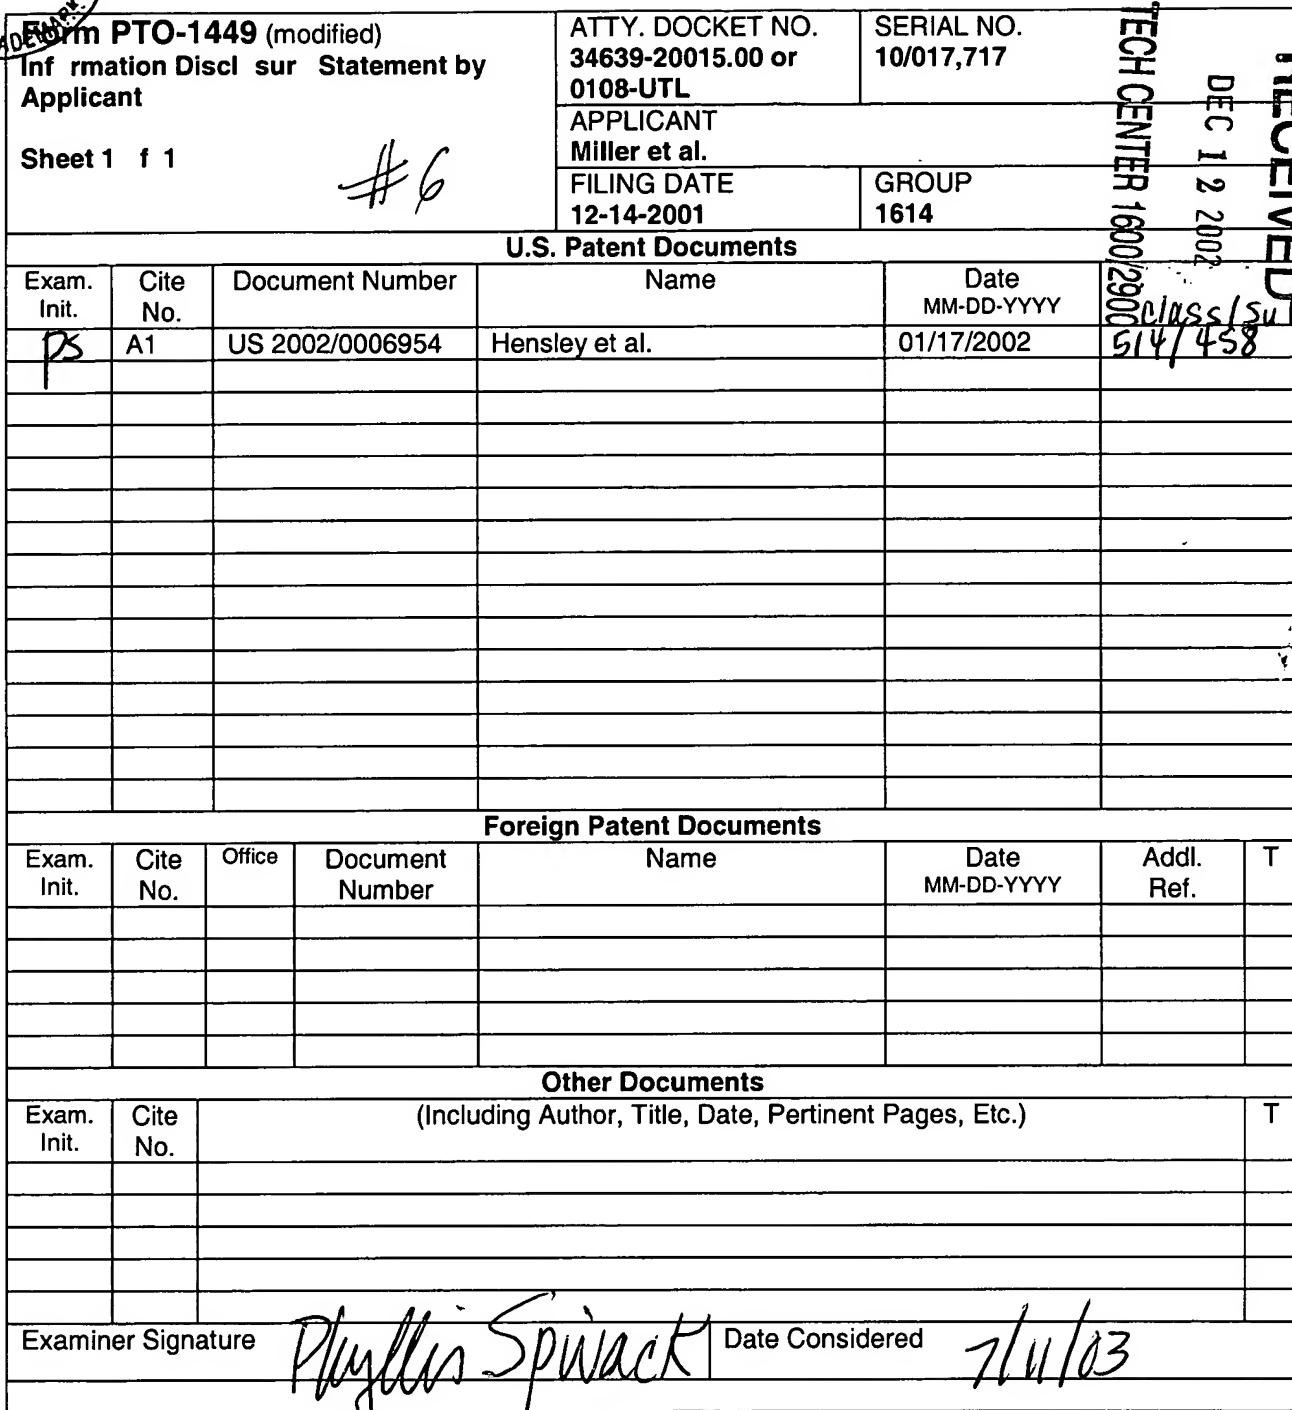 Form PTO-1449 (modified)
Inf rmation Discl sur Statement by
Applicant
Sheet 1 f 1
#6
ATTY. DOCKET NO.
34639-20015.00 or
0108-UTL
SERIAL NO.
10/017,717
APPLICANT
Miller et al.
FILING DATE
12-14-2001
GROUP
1614
TECH CENTER 1600/2900
DEC 12 2002
RECEIVED
U.S. Patent Documents
Exam. Init.
Cite No.
Document Number
Name
Date
MM-DD-YYYY
Class/Su
PS A1 US 2002/0006954 Hensley et al. 01/17/2002 514/458
Foreign Patent Documents
Exam. Init.
Cite No.
Office
Document Number
Name
Date
MM-DD-YYYY
Addl. Ref.
T
Other Documents
Exam. Init.
Cite No.
(Including Author, Title, Date, Pertinent Pages, Etc.)
T
Examiner Signature Phyllis Spivack Date Considered 7/11/03